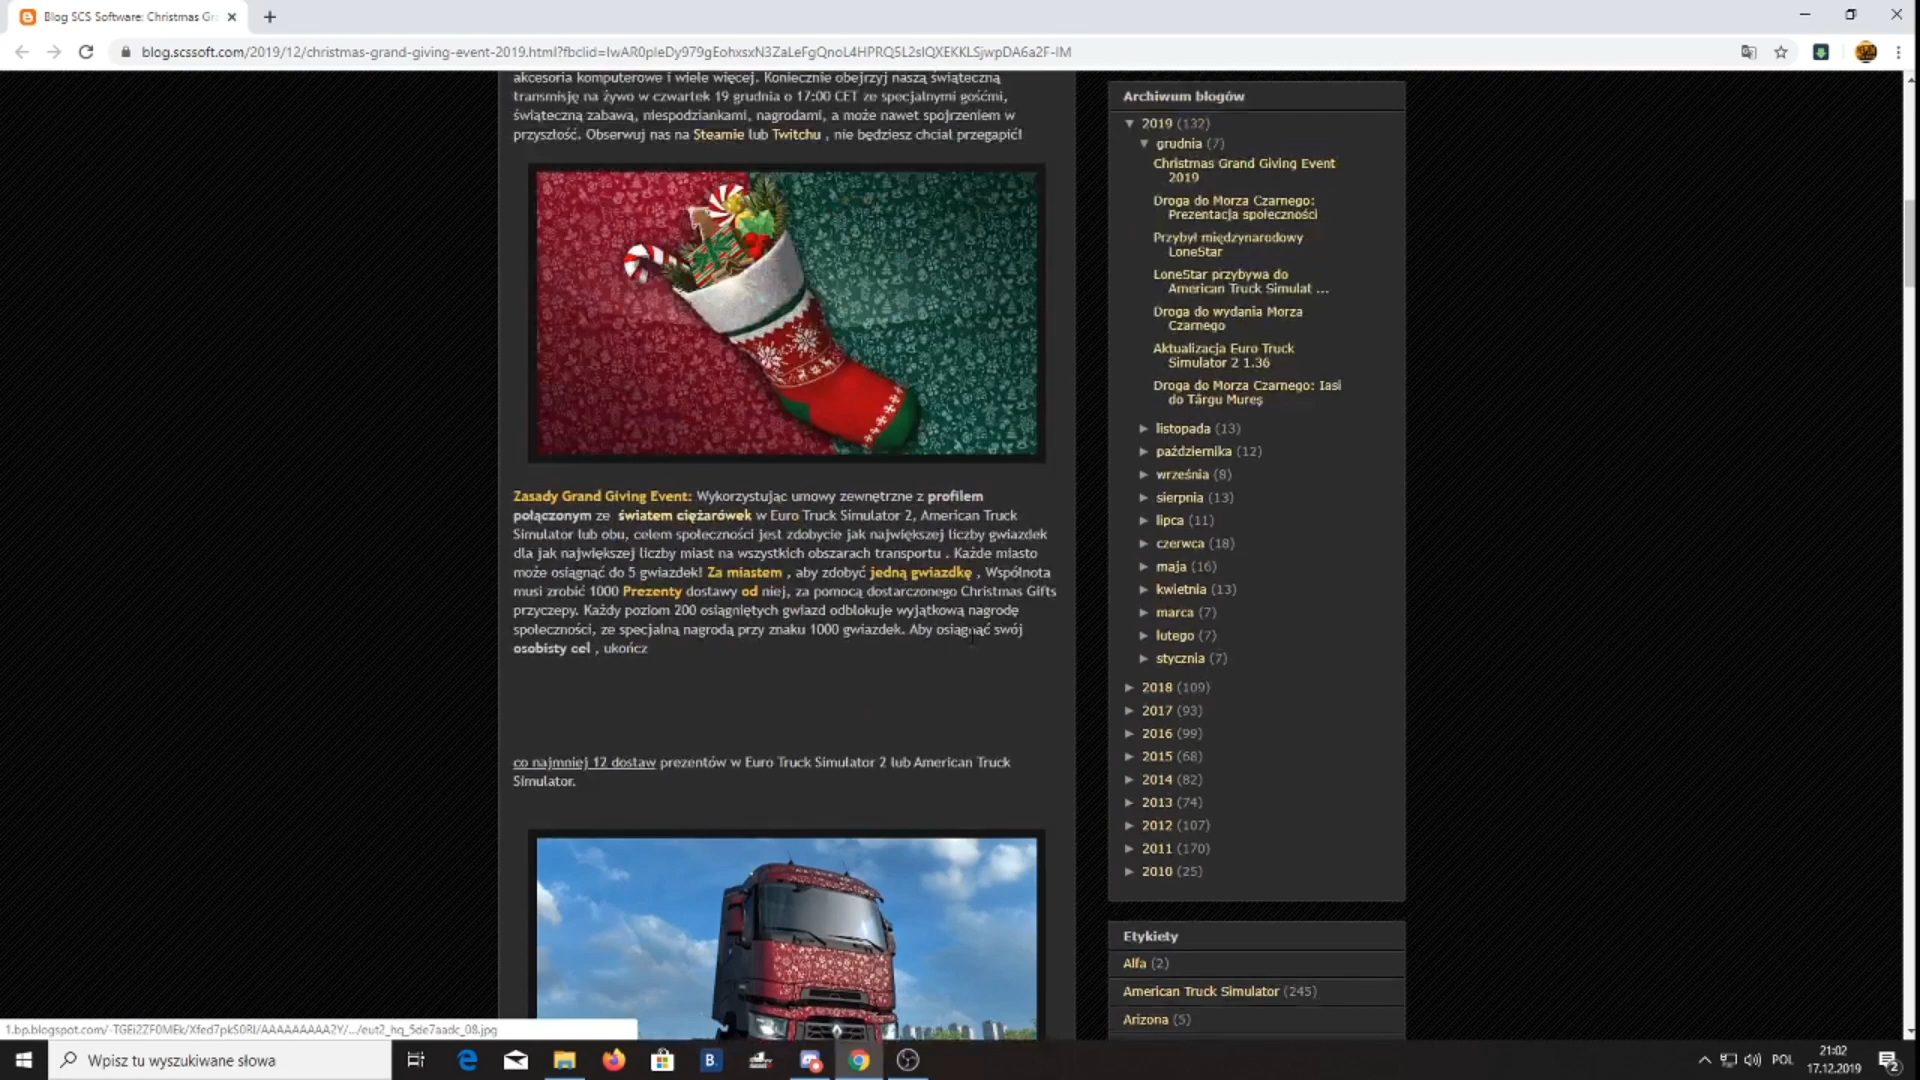 Blog SCS Software: Christmas Gr
blog.scssoft.com/2019/12/christmas-grand-giving-event-2019.html?fbclid=IwAR0pIeDy979gEohxsxN3ZaLeFgQnoL4HPRQ5L2sIQXEKKLSjwpDA6a2F-IM
akcesoria komputerowe i wiele więcej. Koniecznie obejrzyj naszą świąteczną
transmisję na żywo w czwartek 19 grudnia o 17:00 CET ze specjalnymi gośćmi,
świąteczną zabawą, niespodziankami, nagrodami, a może nawet spojrzeniem w
przyszłość. Obserwuj nas na Steamie lub Twitchu , nie będziesz chciał przegapić!
Zasady Grand Giving Event: Wykorzystując umowy zewnętrzne z profilem
połączonym ze światem ciężarówek w Euro Truck Simulator 2, American Truck
Simulator lub obu, celem społeczności jest zdobycie jak największej liczby gwiazdek
dla jak największej liczby miast na wszystkich obszarach transportu . Każde miasto
może osiągnąć do 5 gwiazdek! Za miastem , aby zdobyć jedną gwiazdkę , Wspólnota
musi zrobić 1000 Prezenty dostawy od niej, za pomocą dostarczonego Christmas Gifts
przyczepy. Każdy poziom 200 osiągniętych gwiazd odblokuje wyjątkową nagrodę
społeczności, ze specjalną nagrodą przy znaku 1000 gwiazdek. Aby osiągnąć swój
osobisty cel , ukończ
co najmniej 12 dostaw prezentów w Euro Truck Simulator 2 lub American Truck
Simulator.
Archiwum blogów
▼ 2019 (132)
▼ grudnia (7)
Christmas Grand Giving Event
2019
Droga do Morza Czarnego:
Prezentacja społeczności
Przybył międzynarodowy
LoneStar
LoneStar przybywa do
American Truck Simulat ...
Droga do wydania Morza
Czarnego
Aktualizacja Euro Truck
Simulator 2 1.36
Droga do Morza Czarnego: Iasi
do Târgu Mureș
► listopada (13)
► października (12)
► września (8)
► sierpnia (13)
► lipca (11)
► czerwca (18)
► maja (16)
► kwietnia (13)
► marca (7)
► lutego (7)
► stycznia (7)
► 2018 (109)
► 2017 (93)
► 2016 (99)
► 2015 (68)
► 2014 (82)
► 2013 (74)
► 2012 (107)
► 2011 (170)
► 2010 (25)
Etykiety
Alfa (2)
American Truck Simulator (245)
Arizona (5)
1.bp.blogspot.com/-TGEi2ZF0MEk/Xfed7pkS0RI/AAAAAAAAA2Y/.../eut2_hq_5de7aadc_08.jpg
Wpisz tu wyszukiwane słowa
B.
POL
21:02
17.12.2019
2